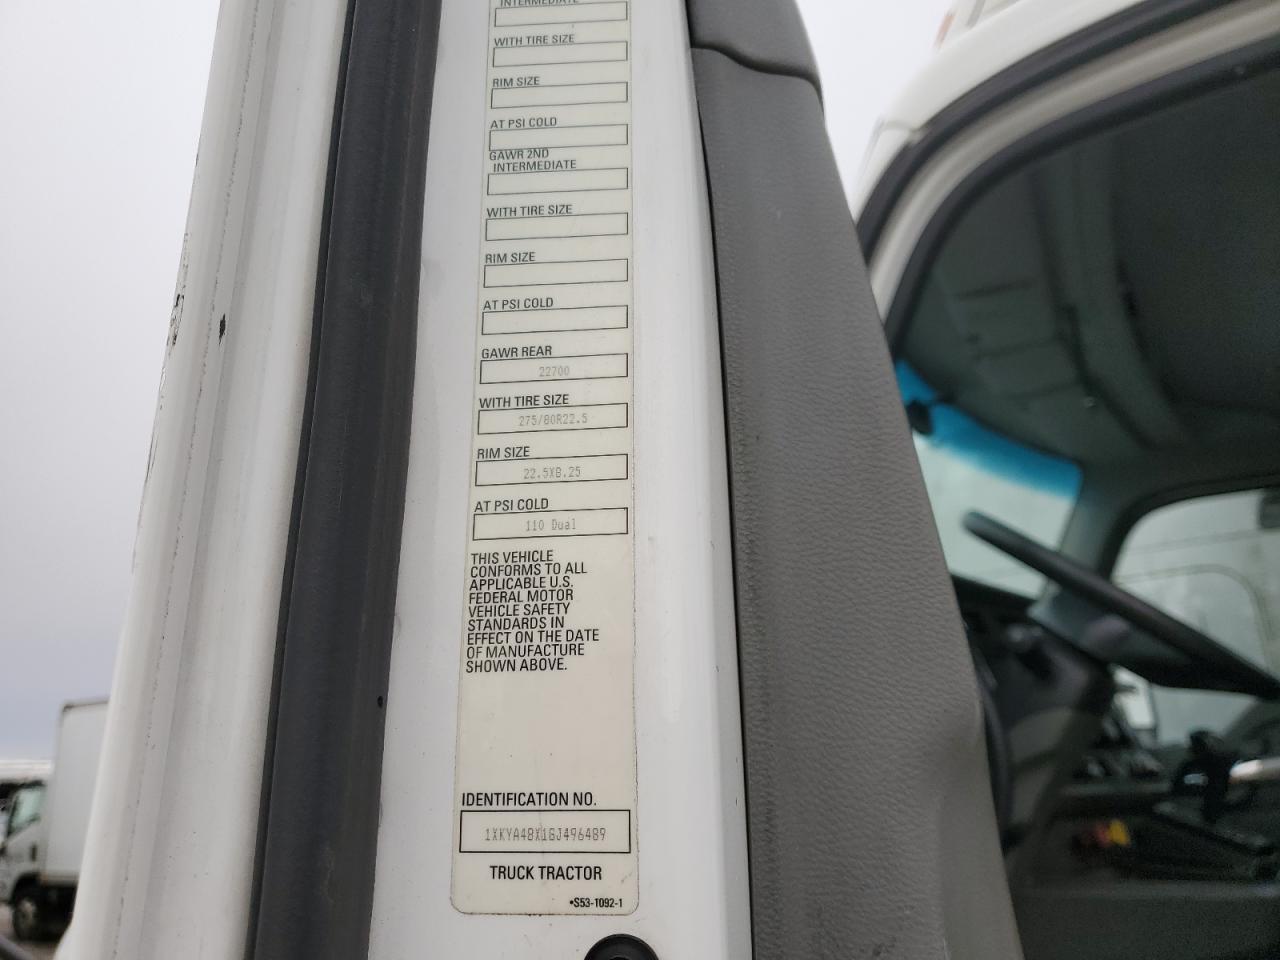 INTERMEDIATE
WITH TIRE SIZE
RIM SIZE
AT PSI COLD
GAWR 2ND
INTERMEDIATE
WITH TIRE SIZE
RIM SIZE
AT PSI COLD
GAWR REAR
22700
WITH TIRE SIZE
275/80R22.5
RIM SIZE
22.5X8.25
AT PSI COLD
110 Dual
THIS VEHICLE
CONFORMS TO ALL
APPLICABLE U.S.
FEDERAL MOTOR
VEHICLE SAFETY
STANDARDS IN
EFFECT ON THE DATE
OF MANUFACTURE
SHOWN ABOVE.
IDENTIFICATION NO.
1XKYA48X1GJ496489
TRUCK TRACTOR
•S53-1092-1